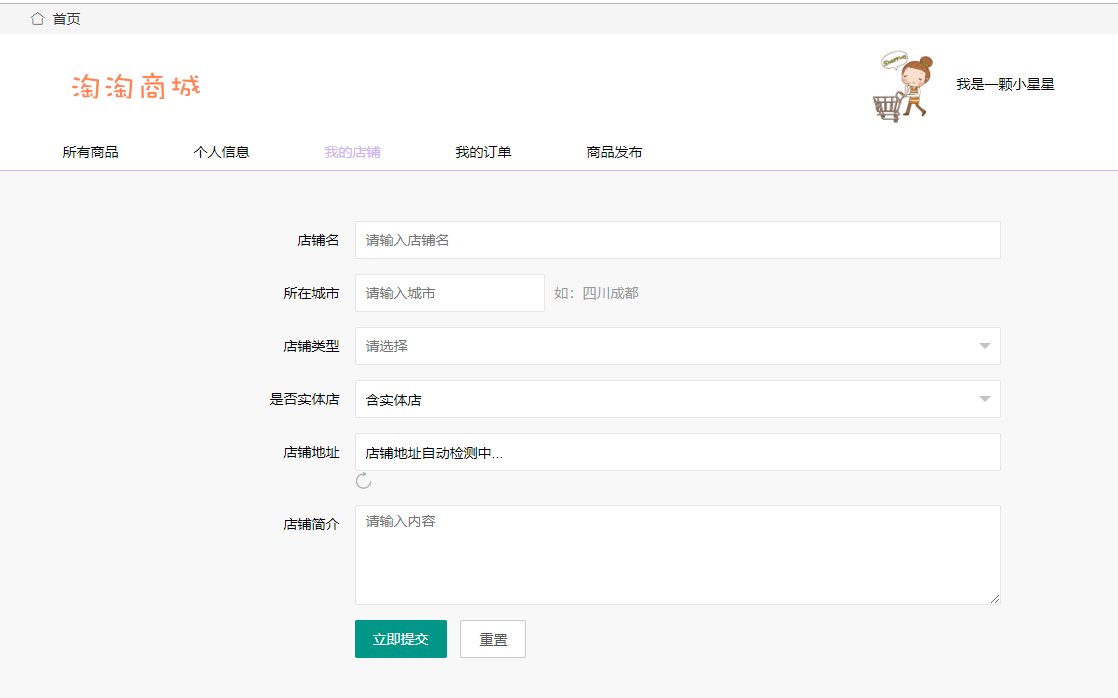 首页
淘淘商城
Shopping
我是一颗小星星
所有商品 个人信息 我的店铺 我的订单 商品发布
店铺名 请输入店铺名
所在城市 请输入城市 如：四川成都
店铺类型 请选择
是否实体店 含实体店
店铺地址 店铺地址自动检测中...
店铺简介 请输入内容
立即提交 重置